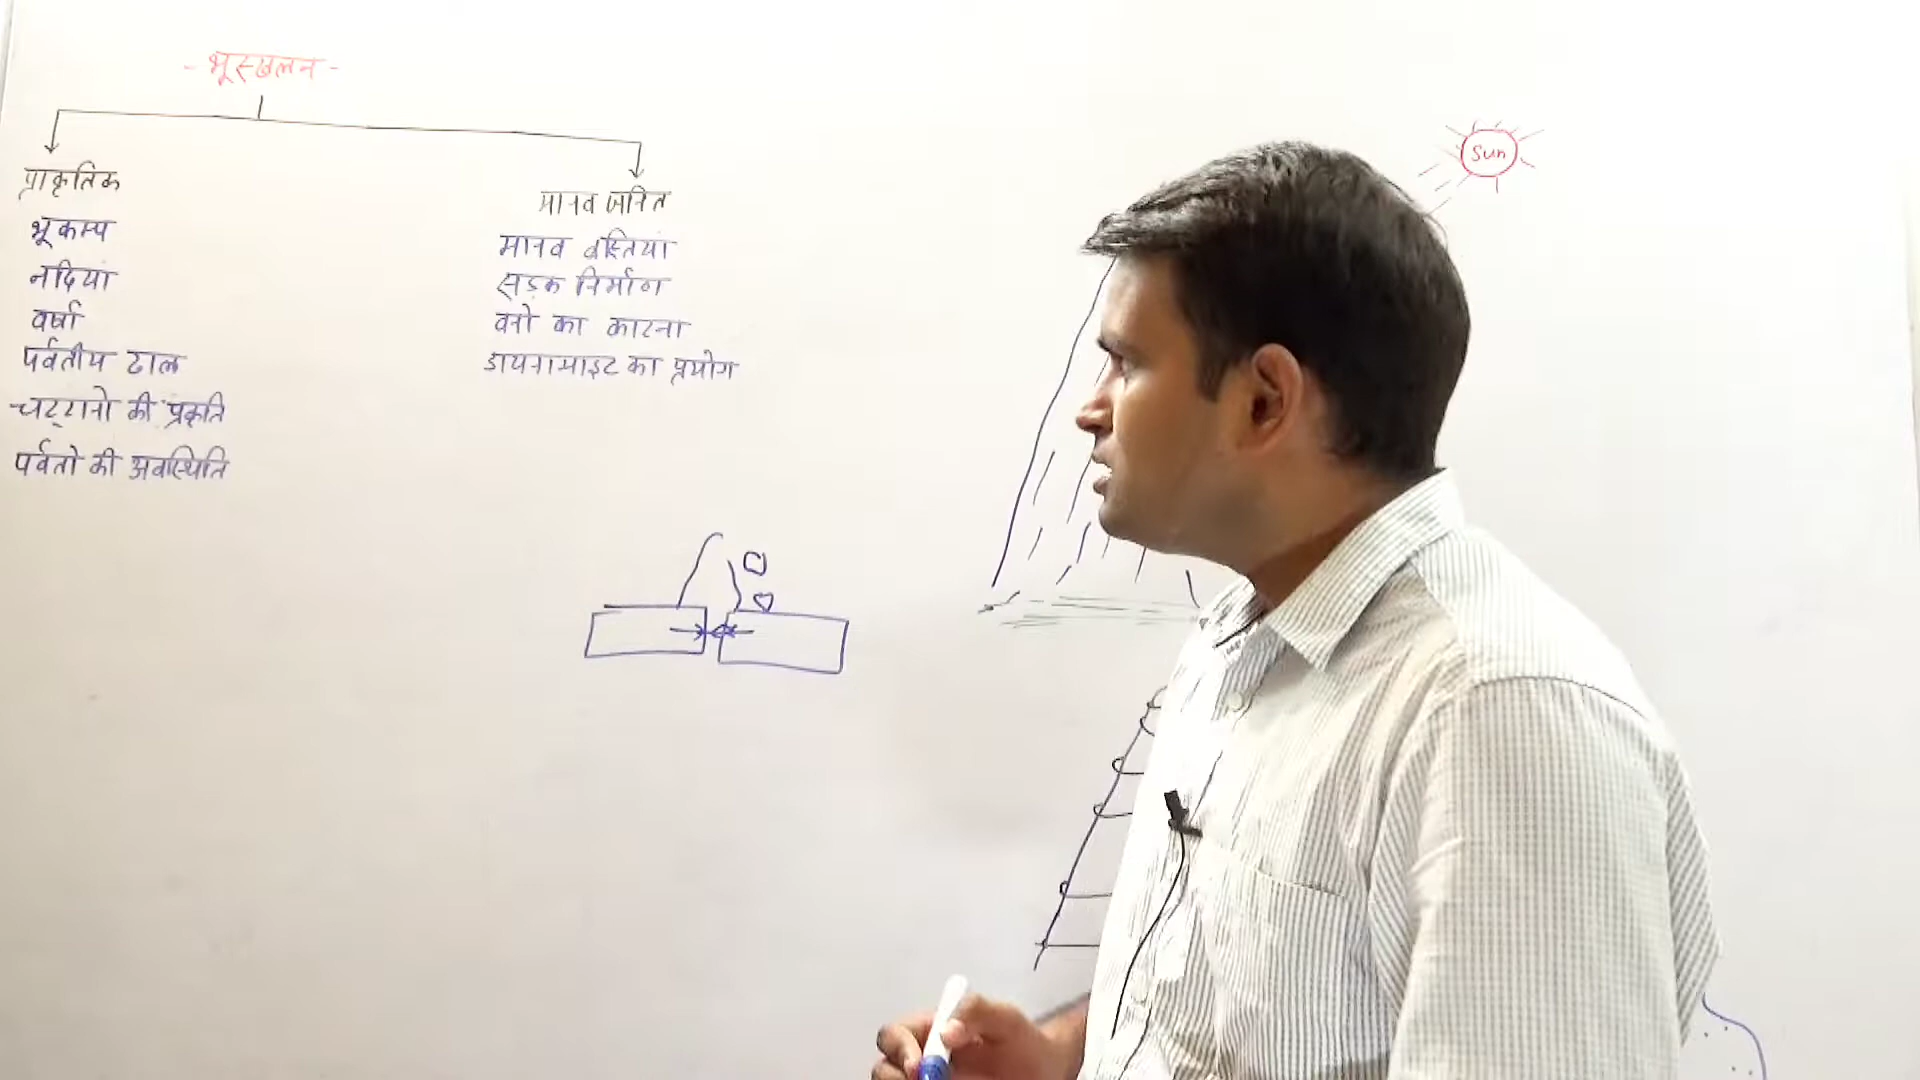 - भूस्खलन -
प्राकृतिक
भूकम्प
नदियां
वर्षा
पर्वतीय ढाल
चट्टानो की प्रकृति
पर्वतो की अवस्थिति
मानव जनित
मानव बस्तियां
सड़क निर्माण
वनो का काटना
डायनामाइट का प्रयोग
Sun